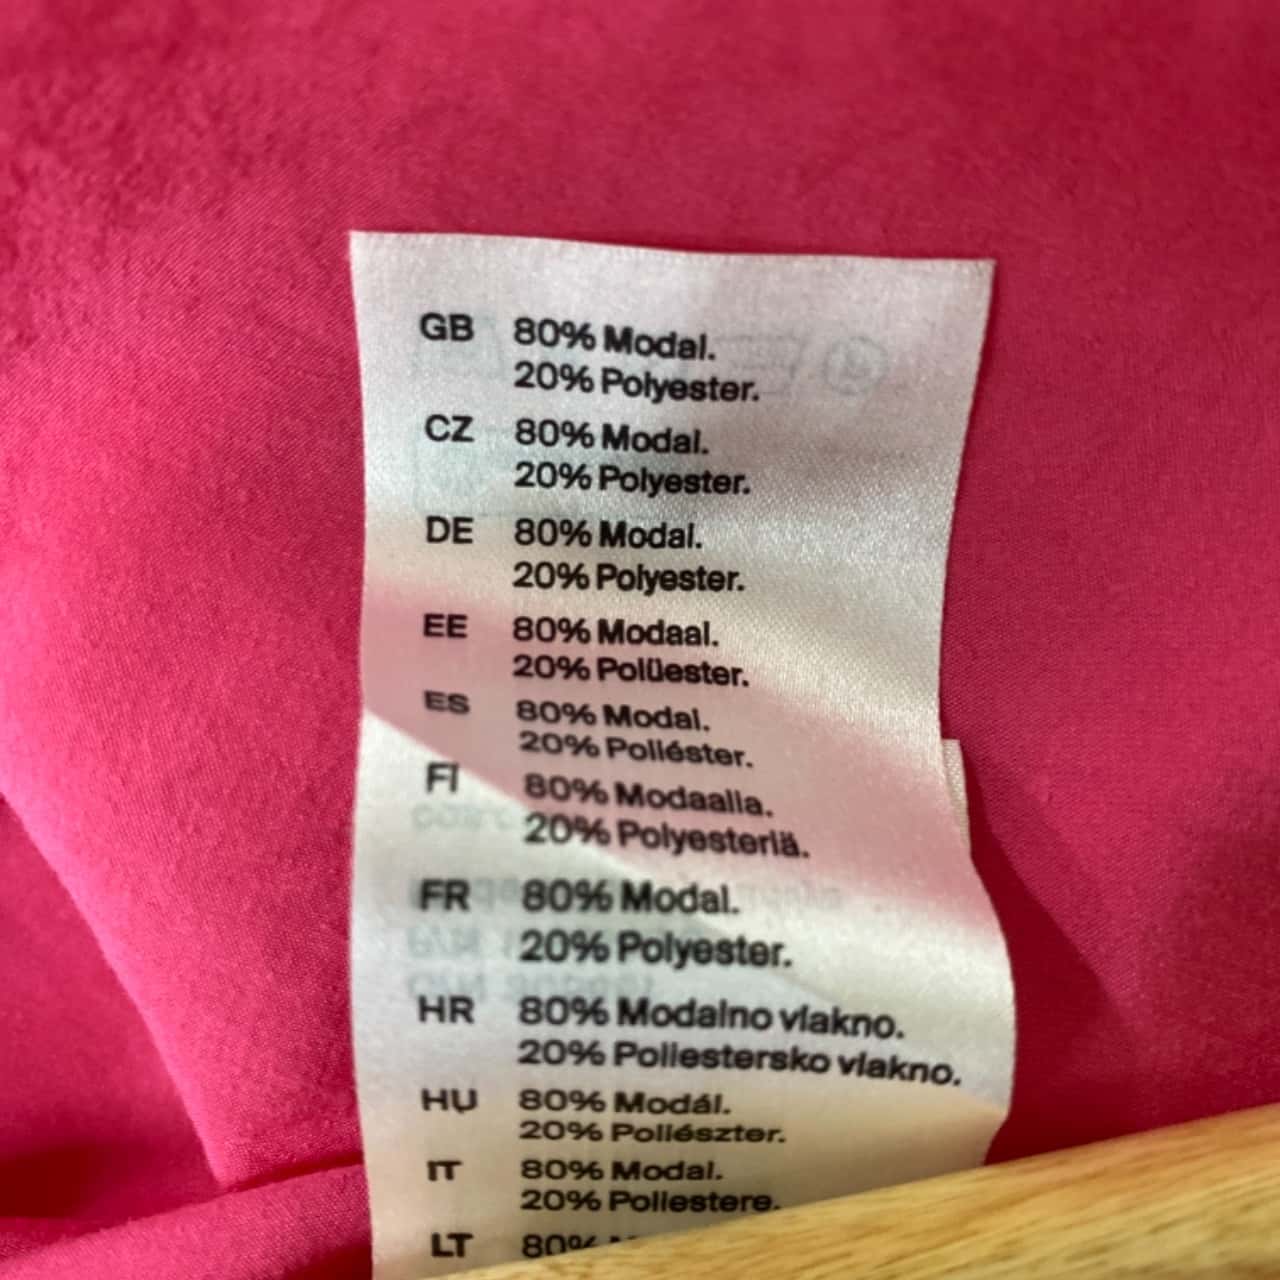 GB 80% Modal.
20% Polyester.
CZ 80% Modal.
20% Polyester.
DE 80% Modal.
20% Polyester.
EE 80% Modaal.
20% Polüester.
ES 80% Modal.
20% Poliéster.
FI 80% Modaalia.
20% Polyesteriä.
FR 80% Modal.
20% Polyester.
HR 80% Modalno vlakno.
20% Poliestersko vlakno.
HU 80% Modál.
20% Poliészter.
IT 80% Modal.
20% Poliestere.
LT 80%